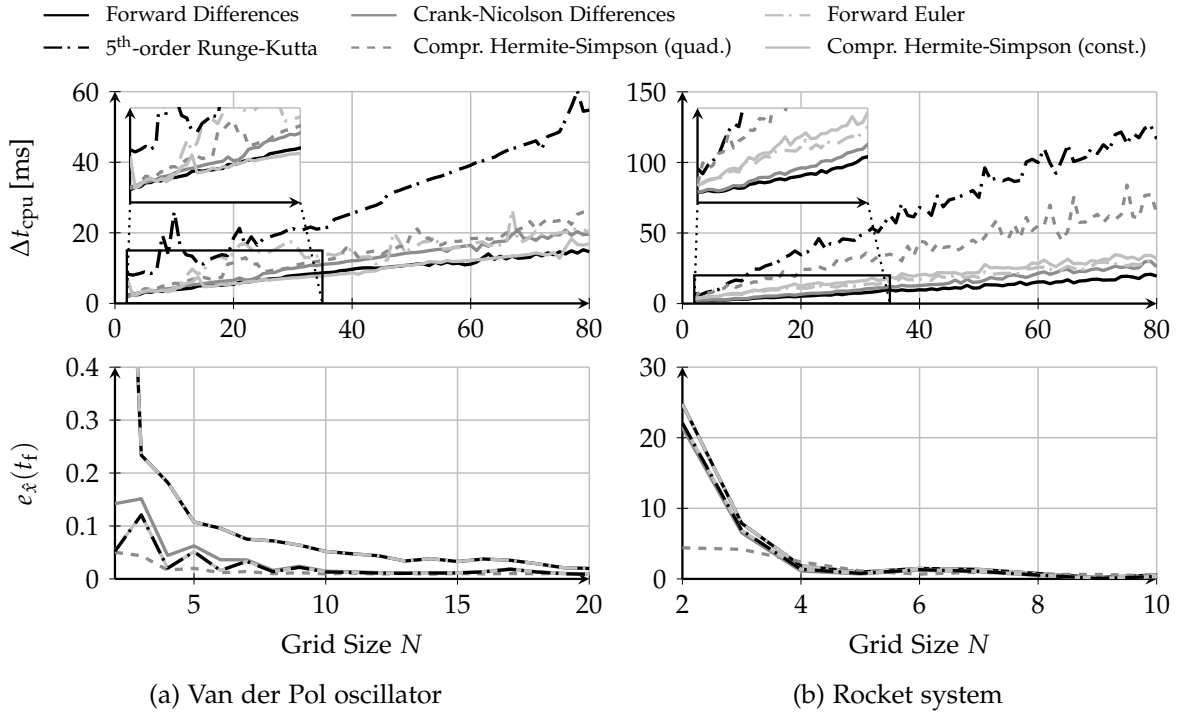 Forward Differences Crank-Nicolson Differences Forward Euler
5th-order Runge-Kutta Compr. Hermite-Simpson (quad.) Compr. Hermite-Simpson (const.)
Δt_cpu [ms]
60
40
20
0
0 20 40 60 80
150
100
50
0
0 20 40 60 80
e_x̂(t_f)
0.4
0.3
0.2
0.1
0
5 10 15 20
Grid Size N
30
20
10
0
2 4 6 8 10
Grid Size N
(a) Van der Pol oscillator
(b) Rocket system